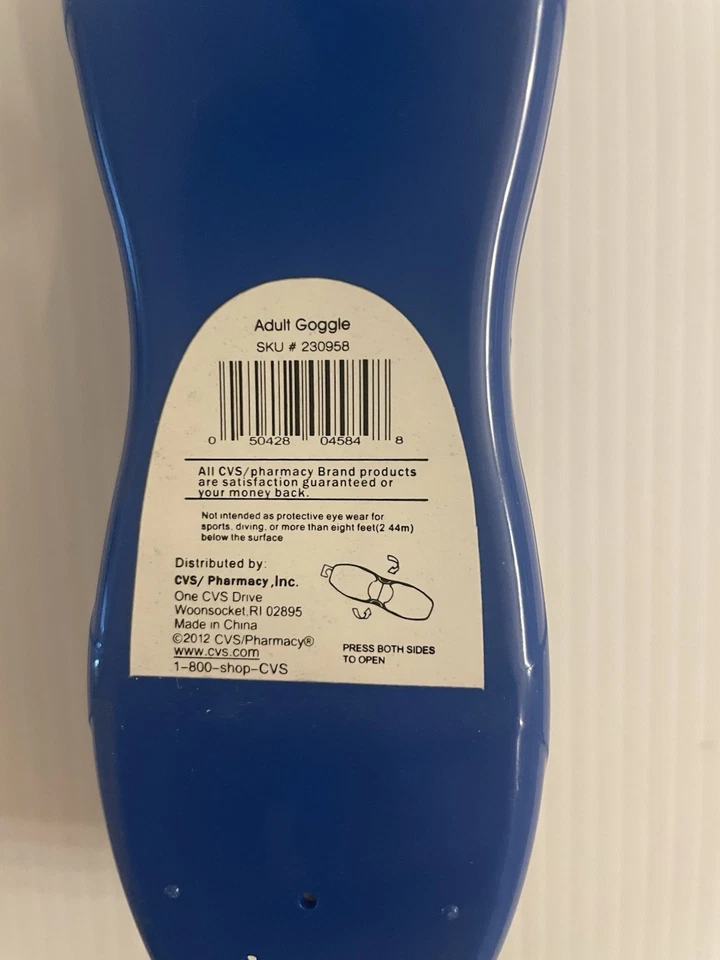 Adult Goggle
SKU # 230958
0 50428 04584 8
All CVS/pharmacy Brand products
are satisfaction guaranteed or
your money back.
Not intended as protective eye wear for
sports, diving, or more than eight feet(2 44m)
below the surface
Distributed by:
CVS/ Pharmacy,Inc.
One CVS Drive
Woonsocket,RI 02895
Made in China
©2012 CVS/Pharmacy®
www.cvs.com
1-800-shop-CVS
PRESS BOTH SIDES
TO OPEN